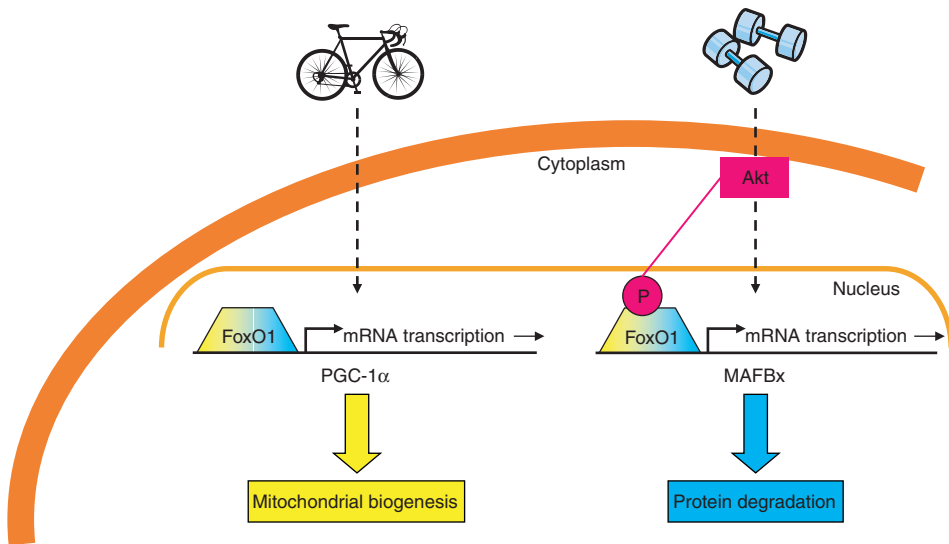 Cytoplasm
Akt
Nucleus
P
FoxO1
mRNA transcription
FoxO1
mRNA transcription
PGC-1α
MAFBx
Mitochondrial biogenesis
Protein degradation